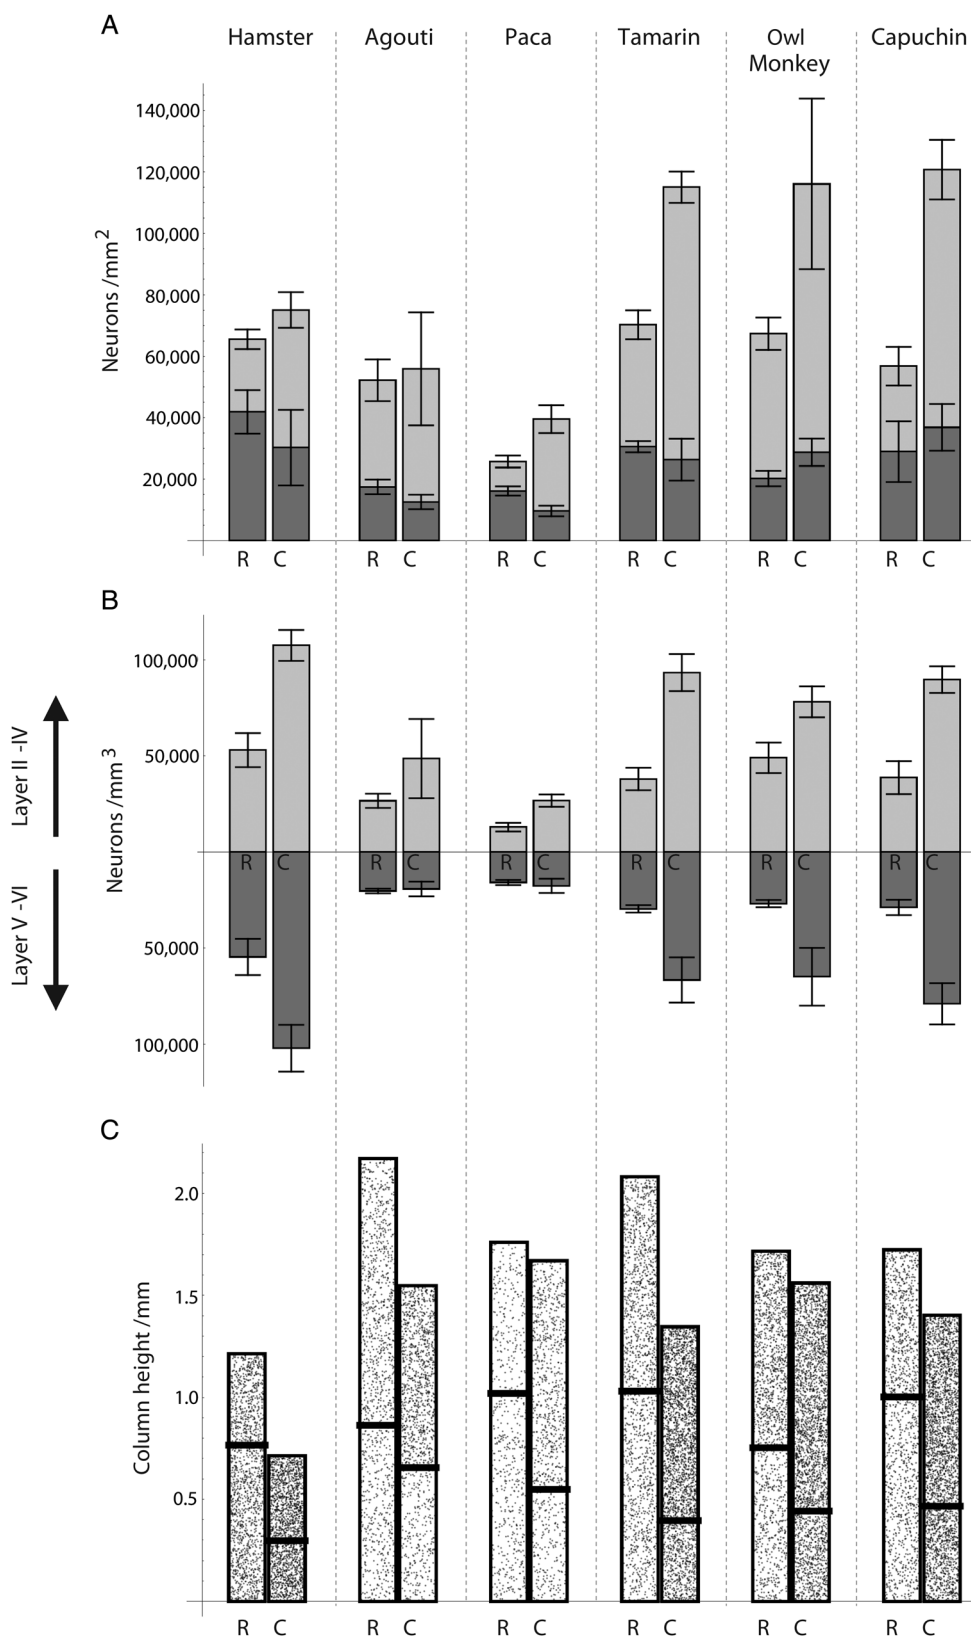 A
Hamster Agouti Paca Tamarin Owl Monkey Capuchin
Neurons /mm2
140,000
120,000
100,000
80,000
60,000
40,000
20,000
R C R C R C R C R C R C
B
Layer II -IV
Layer V -VI
Neurons /mm3
100,000
50,000
R C R C R C R C R C R C
50,000
100,000
C
Column height /mm
2.0
1.5
1.0
0.5
R C R C R C R C R C R C